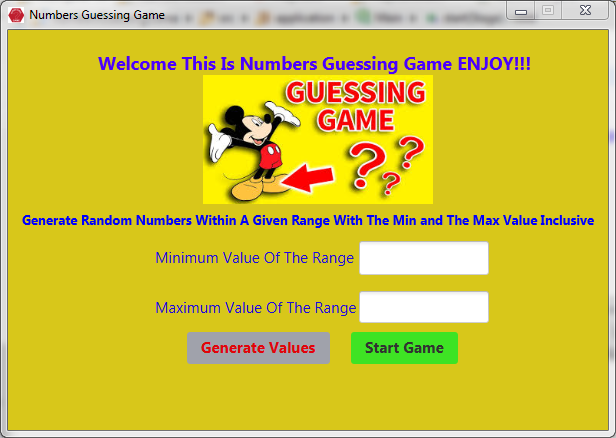 Numbers Guessing Game
Welcome This Is Numbers Guessing Game ENJOY!!!
GUESSING
GAME
???
Generate Random Numbers Within A Given Range With The Min and The Max Value Inclusive
Minimum Value Of The Range
Maximum Value Of The Range
Generate Values
Start Game